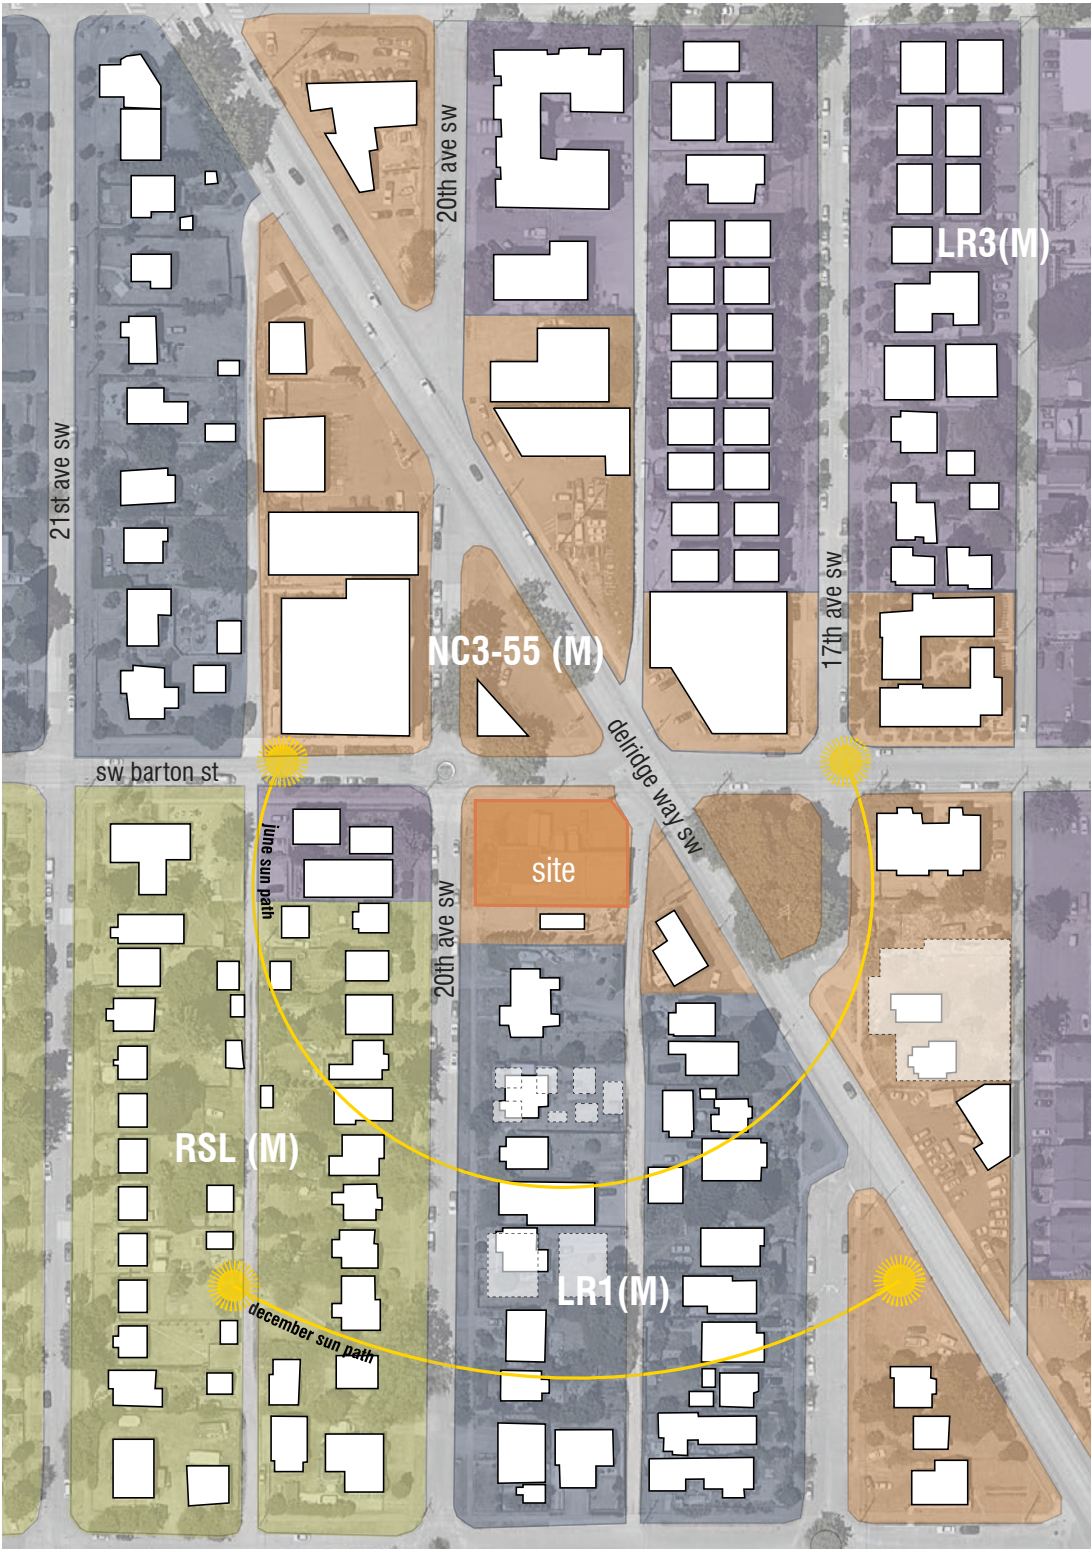 20th ave sw
LR3(M)
21st ave sw
17th ave sw
NC3-55 (M)
delridge way sw
sw barton st
june sun path
site
20th ave sw
RSL (M)
LR1(M)
december sun path